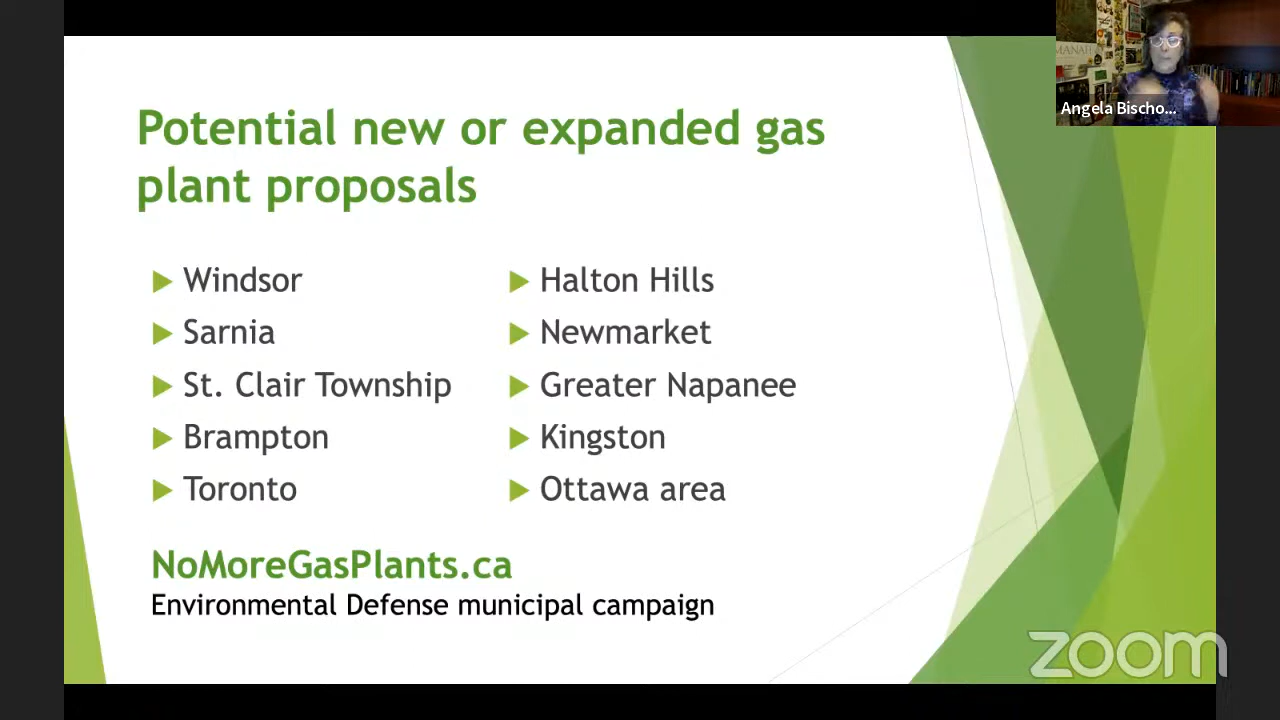 Potential new or expanded gas
plant proposals
Windsor
Sarnia
St. Clair Township
Brampton
Toronto
Halton Hills
Newmarket
Greater Napanee
Kingston
Ottawa area
NoMoreGasPlants.ca
Environmental Defense municipal campaign
Angela Bischo...
zoom